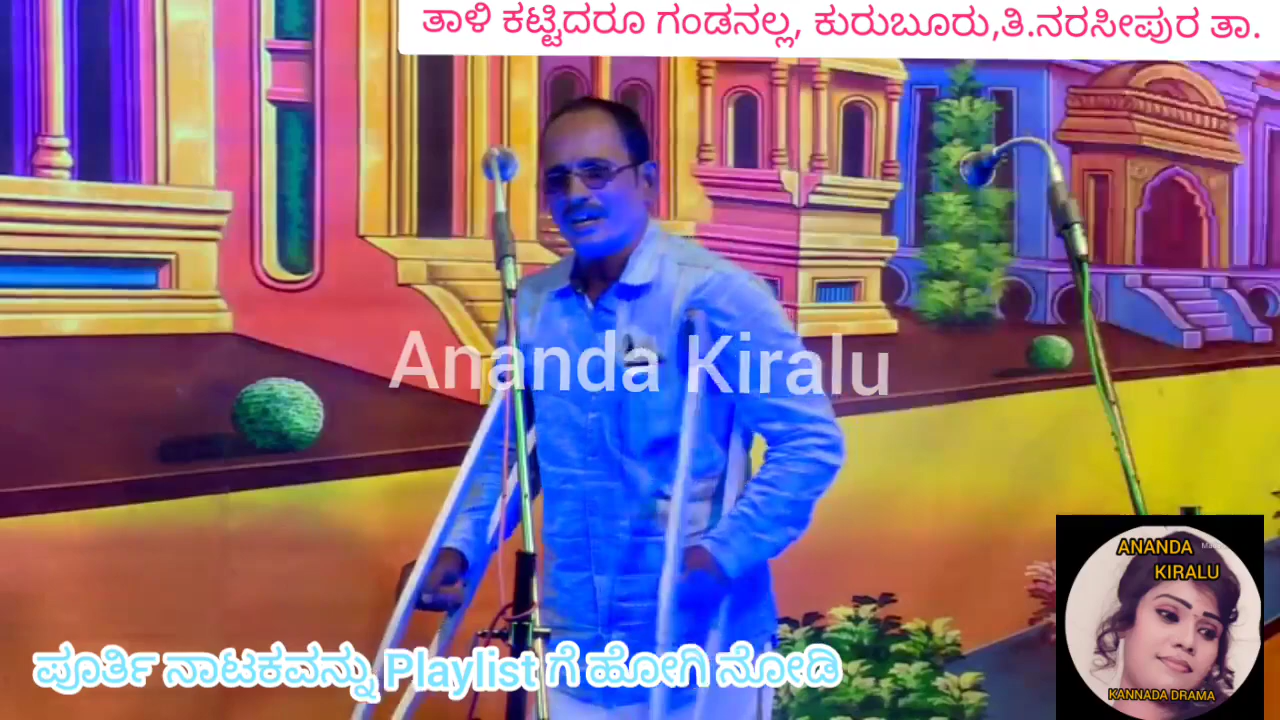 ತಾಳಿ ಕಟ್ಟಿದರೂ ಗಂಡನಲ್ಲ, ಕುರುಬೂರು,ತಿ.ನರಸೀಪುರ ತಾ.
Ananda Kiralu
ANANDA
KIRALU
KANNADA DRAMA
ಪೂರ್ತಿ ನಾಟಕವನ್ನು Playlist ಗೆ ಹೋಗಿ ನೋಡಿ